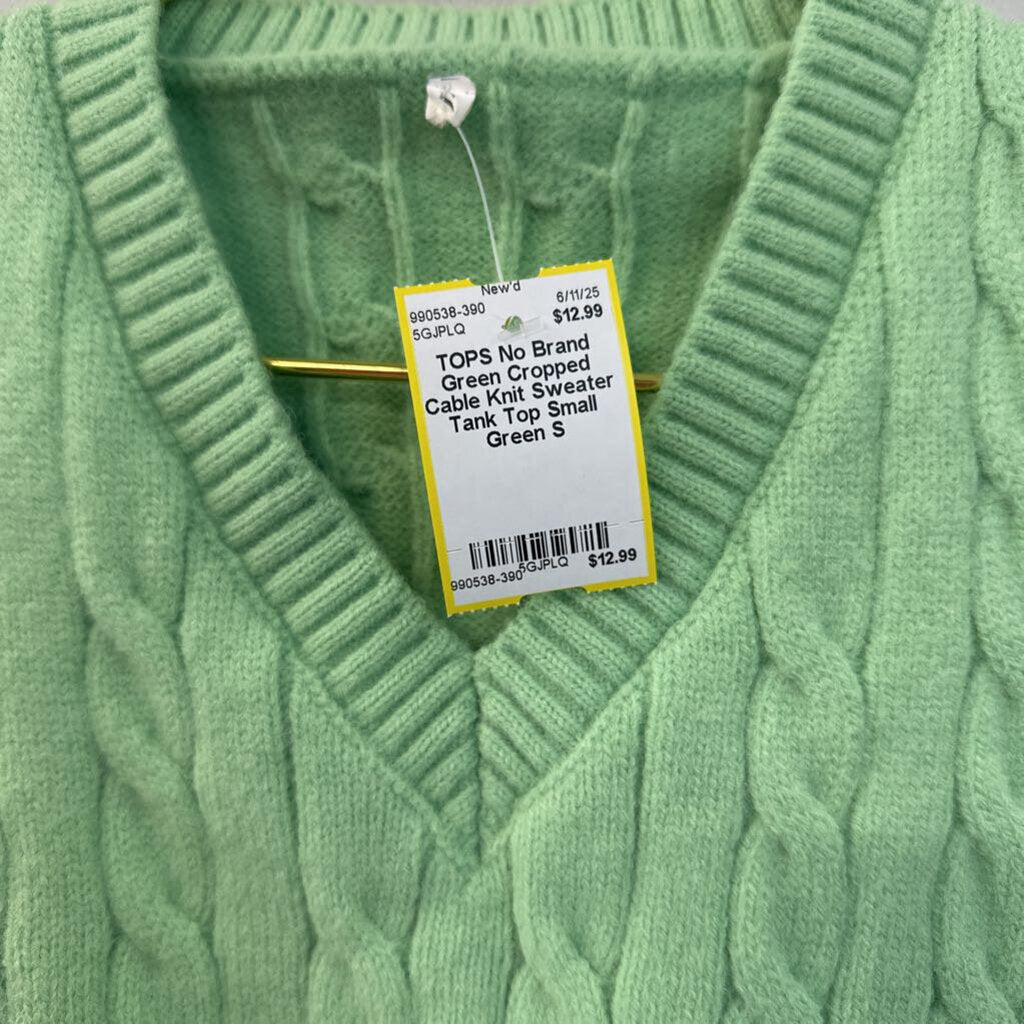 New'd
990538-390 6/11/25
5GJPLQ $12.99
TOPS No Brand
Green Cropped
Cable Knit Sweater
Tank Top Small
Green S
990538-390 5GJPLQ $12.99